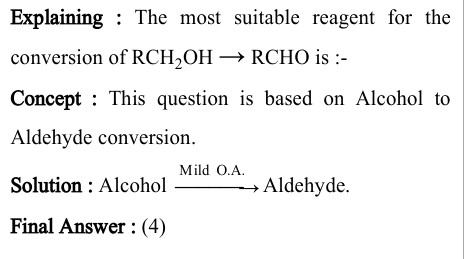 Explaining : The most suitable reagent for the
conversion of RCH₂OH ⟶ RCHO is :-
Concept : This question is based on Alcohol to
Aldehyde conversion.
Solution : Alcohol —Mild O.A.→ Aldehyde.
Final Answer : (4)